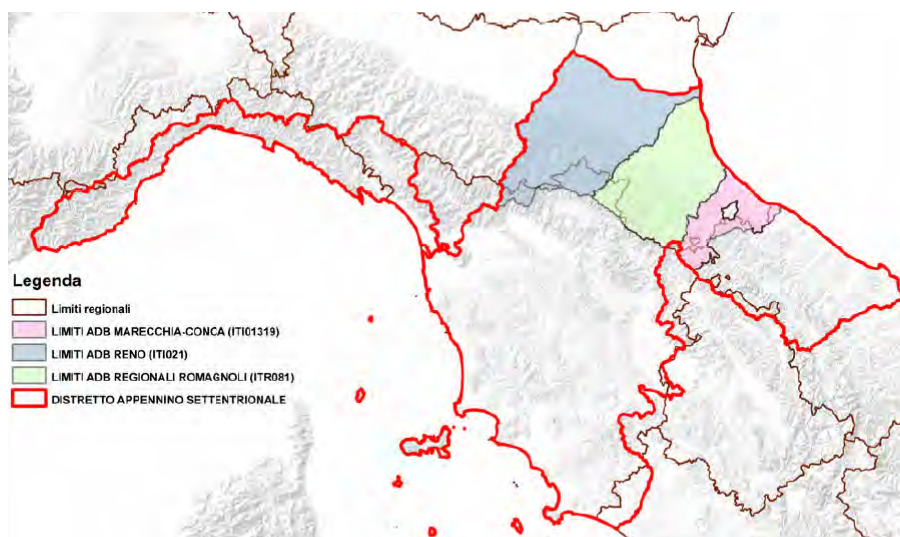 Legenda
Limiti regionali
LIMITI ADB MARECCHIA-CONCA (ITI01319)
LIMITI ADB RENO (ITI021)
LIMITI ADB REGIONALI ROMAGNOLI (ITR081)
DISTRETTO APPENNINO SETTENTRIONALE